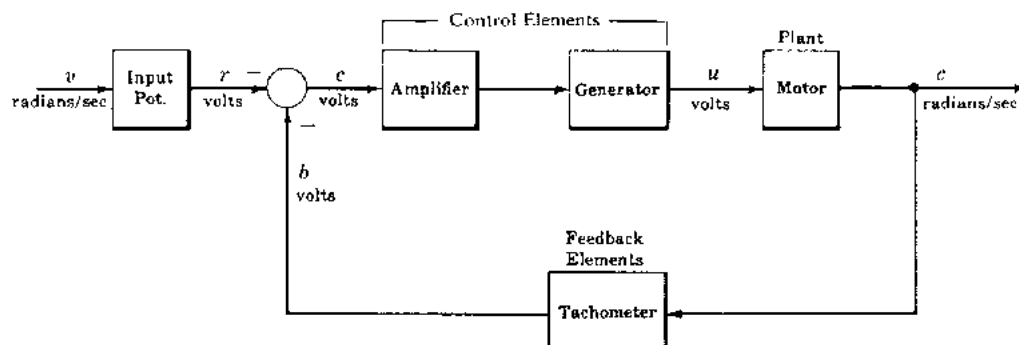 Control Elements
Plant
v
radians/sec
Input
Pot.
r
volts
−
e
volts
Amplifier
Generator
u
volts
Motor
c
radians/sec
−
b
volts
Feedback
Elements
Tachometer